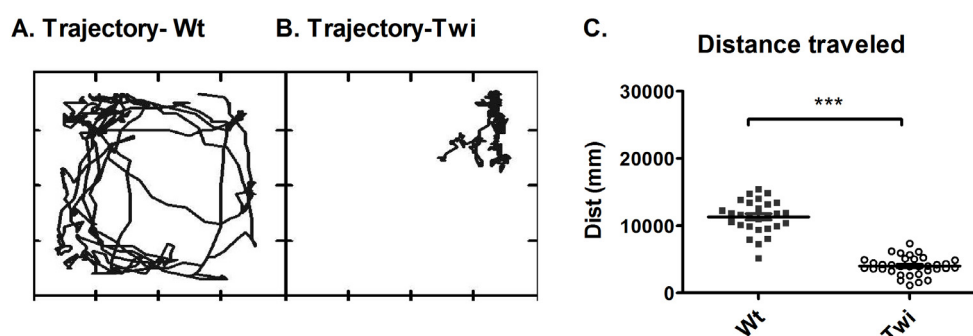 A. Trajectory- Wt
B. Trajectory-Twi
C.
Distance traveled
***
30000
20000
10000
0
Dist (mm)
Wt
Twi